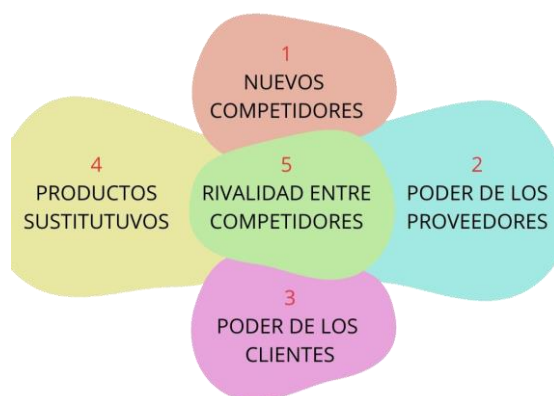 1
NUEVOS
COMPETIDORES
4
PRODUCTOS
SUSTITUTUVOS
5
RIVALIDAD ENTRE
COMPETIDORES
2
PODER DE LOS
PROVEEDORES
3
PODER DE LOS
CLIENTES